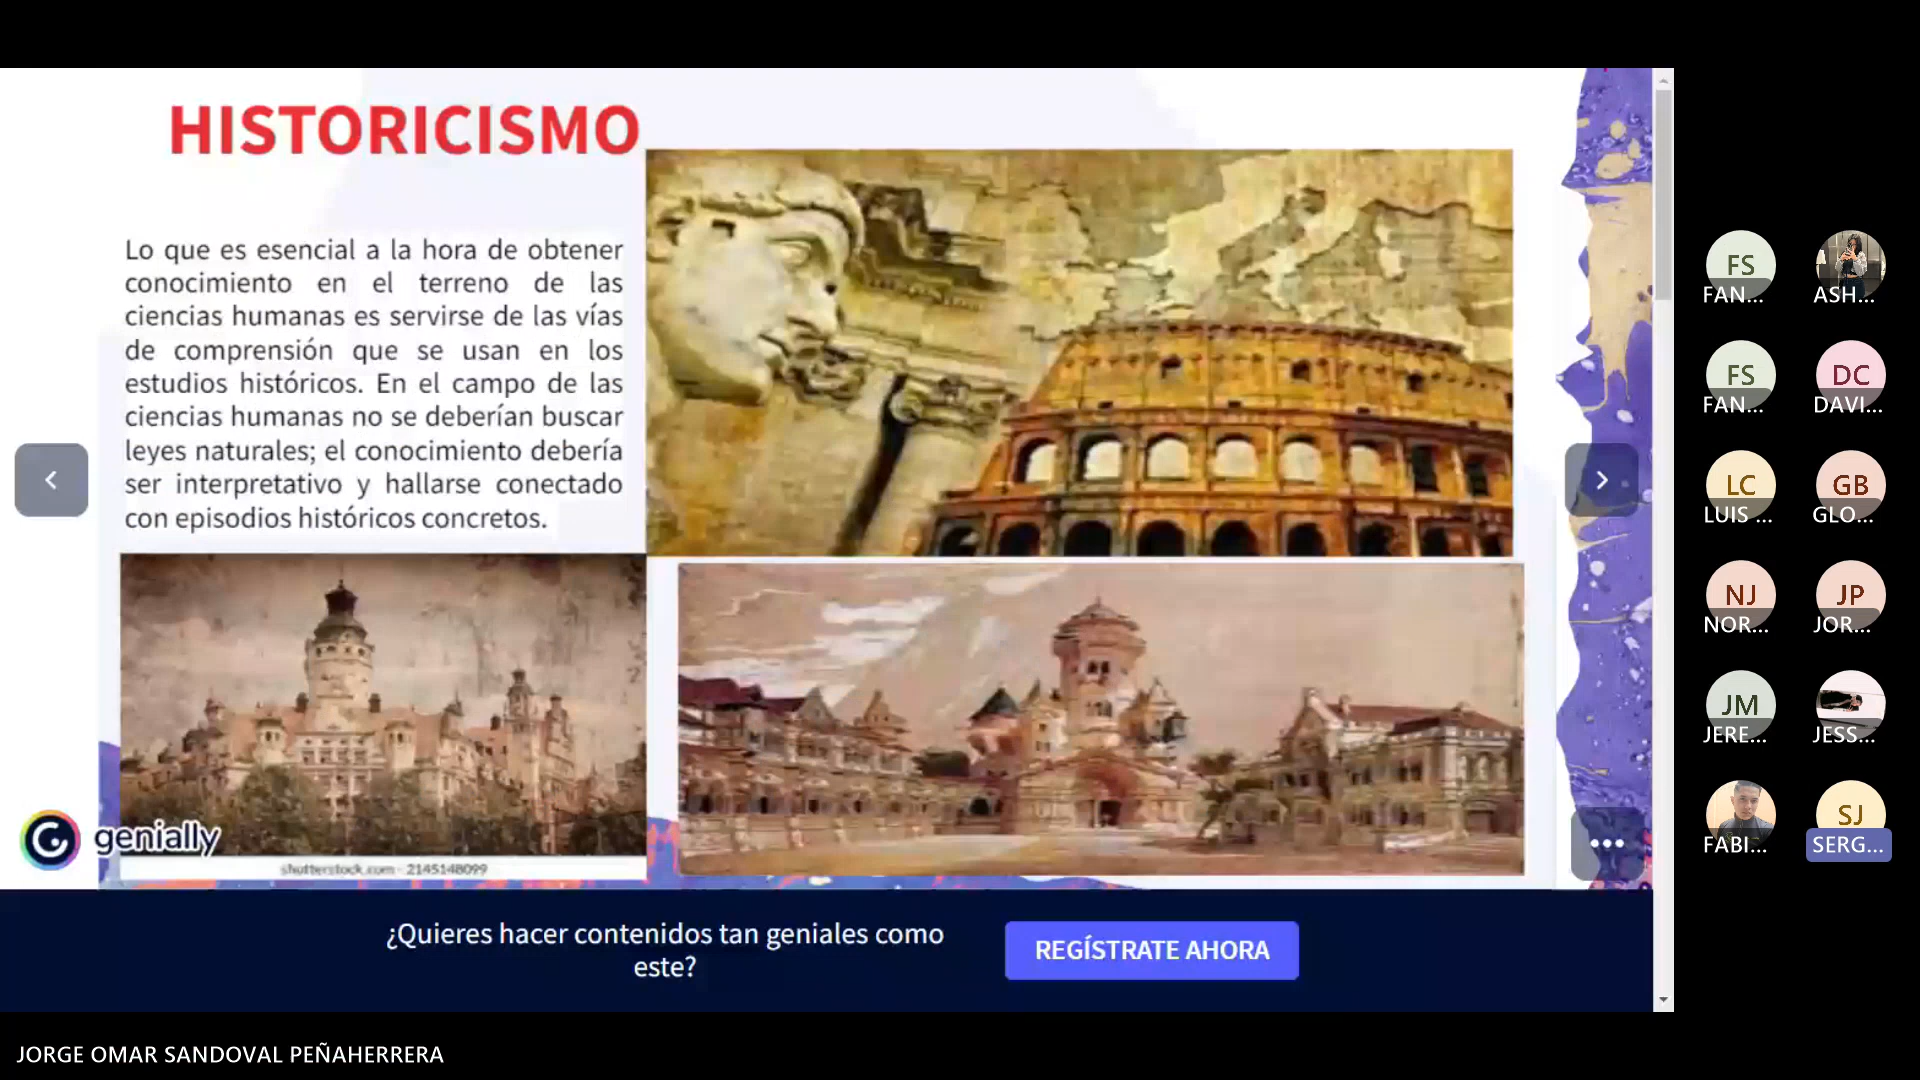 HISTORICISMO
Lo que es esencial a la hora de obtener
conocimiento en el terreno de las
ciencias humanas es servirse de las vías
de comprensión que se usan en los
estudios históricos. En el campo de las
ciencias humanas no se deberían buscar
leyes naturales; el conocimiento debería
ser interpretativo y hallarse conectado
con episodios históricos concretos.
genially
shutterstock.com · 2145148099
¿Quieres hacer contenidos tan geniales como
este?
REGÍSTRATE AHORA
FS
FAN...
ASH...
FS
FAN...
DC
DAVI...
LC
LUIS ...
GB
GLO...
NJ
NOR...
JP
JOR...
JM
JERE...
JESS...
FABI...
SJ
SERG...
JORGE OMAR SANDOVAL PEÑAHERRERA